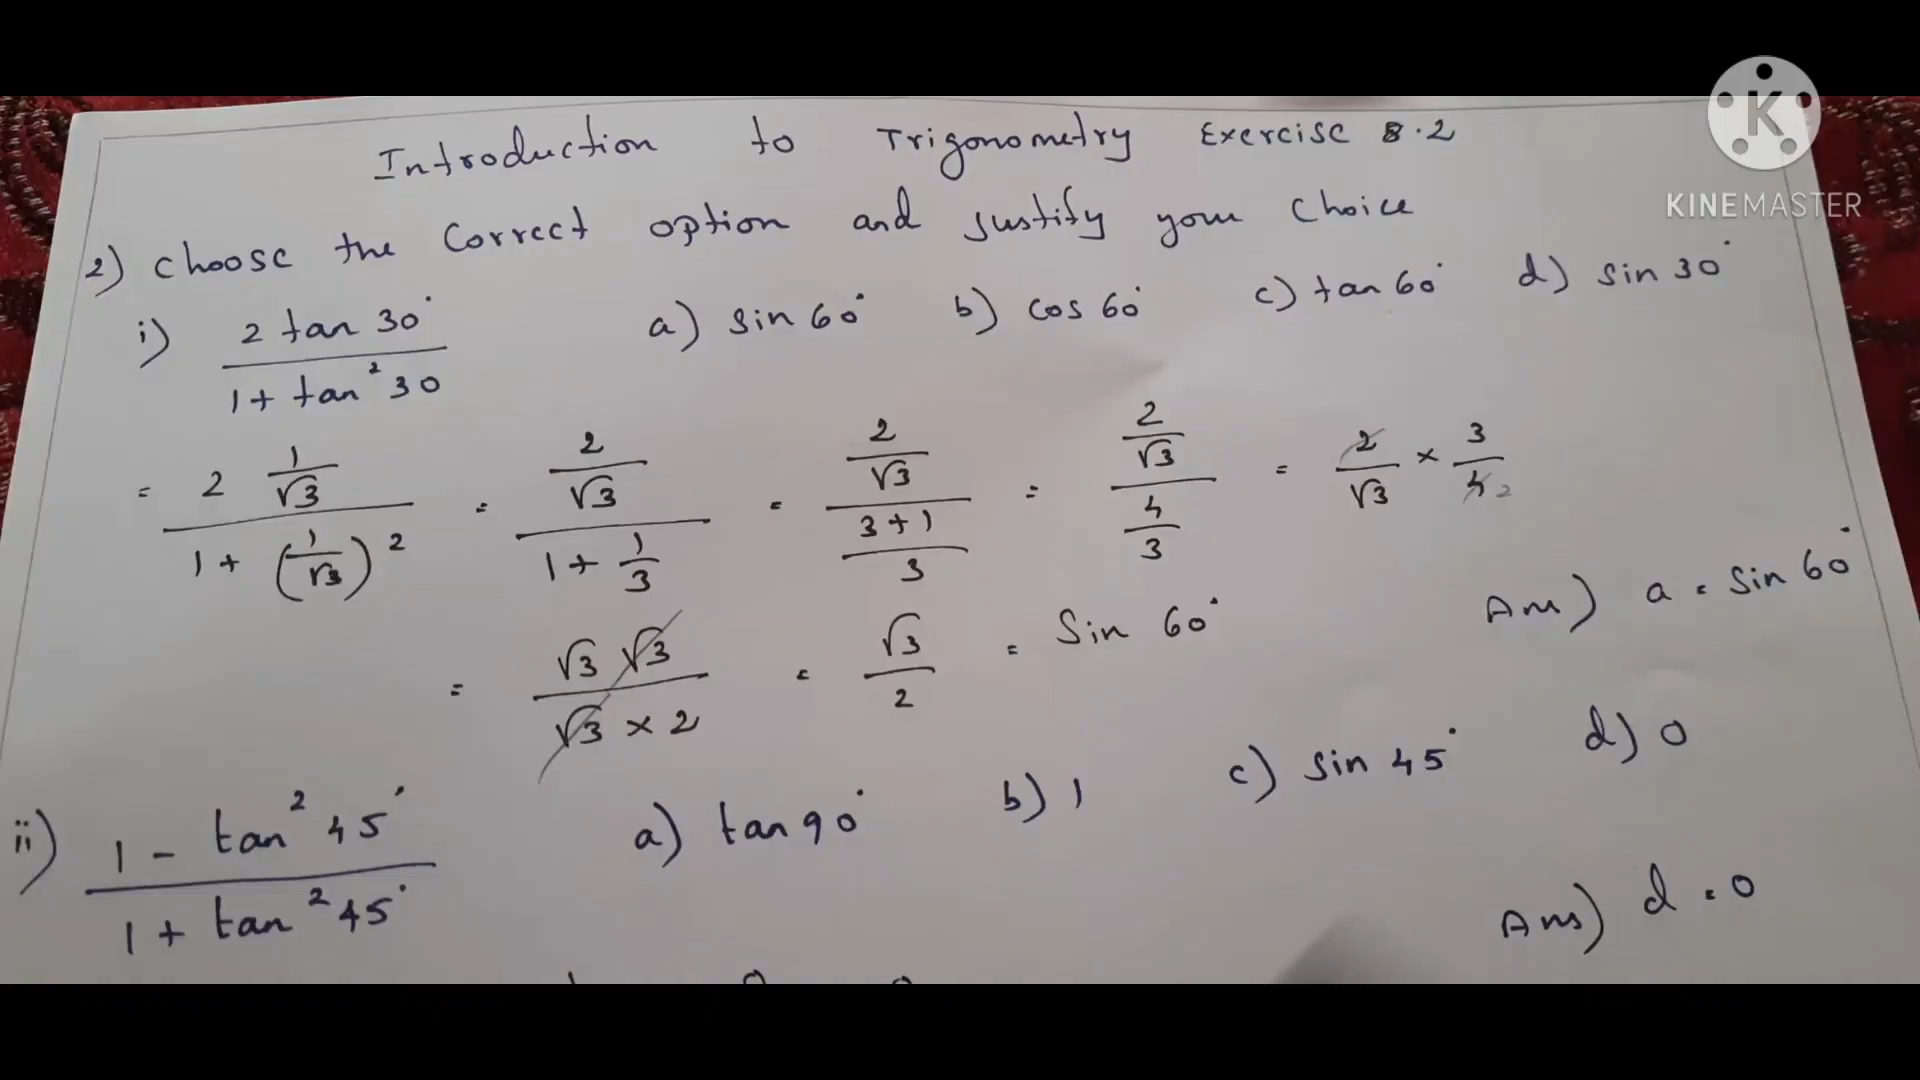 Introduction to Trigonometry Exercise 8.2
KINEMASTER
2) choose the correct option and justify your choice
i) 2 tan 30° / 1 + tan² 30 a) sin 60° b) cos 60° c) tan 60° d) sin 30°
= 2 1/√3 / 1 + (1/√3)² = 2/√3 / 1 + 1/3 = 2/√3 / 3+1/3 = 2/√3 / 4/3 = 2/√3 × 3/4 2
= √3 √3 / √3 × 2 = √3/2 = Sin 60° Ans) a = Sin 60°
ii) 1 - tan² 45° / 1 + tan² 45° a) tan 90° b) 1 c) sin 45° d) 0
Ans) d = 0